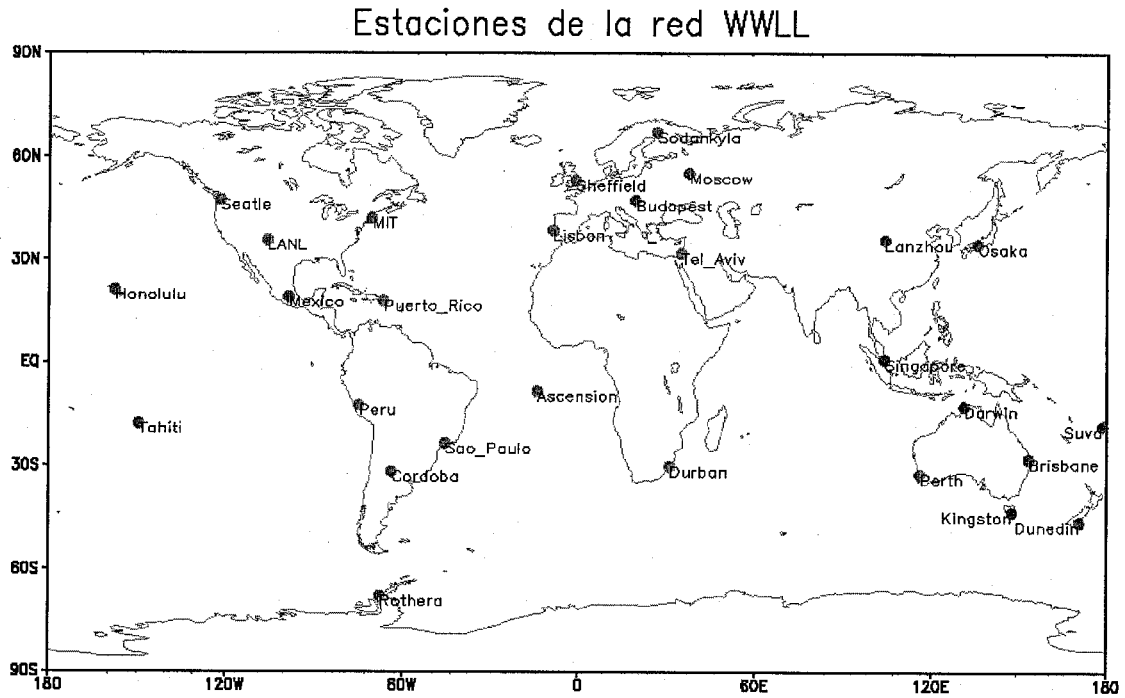 Estaciones de la red WWLL
90N
60N
Sodankyla
Moscow
Sheffield
Budapest
Seatle
MIT
Lisbon
LANL
Lanzhou
Osaka
Tel_Aviv
30N
Honolulu
Mexico
Puerto_Rico
EQ
Singapore
Ascension
Peru
Darwin
Tahiti
Suva
Sao_Paulo
30S
Brisbane
Durban
Cordoba
Perth
Kingston
Dunedin
60S
Rothera
90S
180
120W
60W
0
60E
120E
180